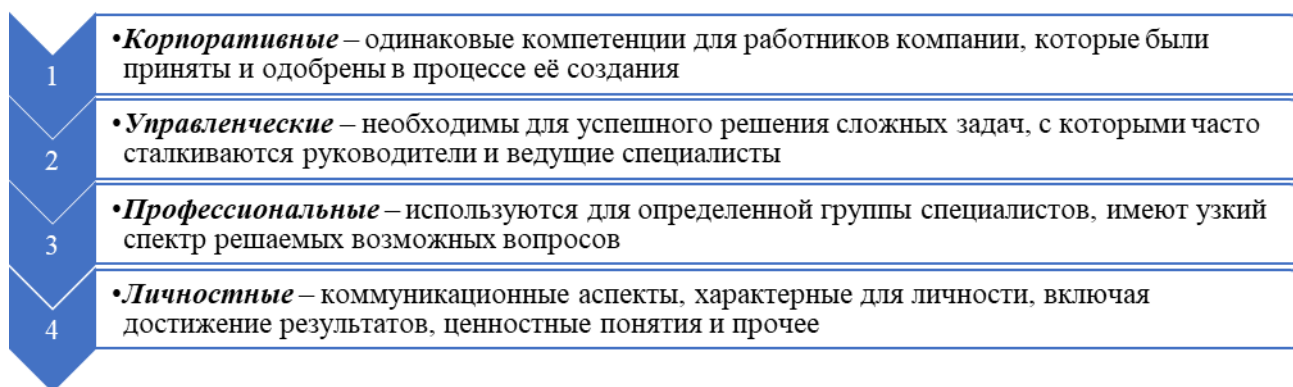 1
•Корпоративные – одинаковые компетенции для работников компании, которые были
приняты и одобрены в процессе её создания
2
•Управленческие – необходимы для успешного решения сложных задач, с которыми часто
сталкиваются руководители и ведущие специалисты
3
•Профессиональные – используются для определенной группы специалистов, имеют узкий
спектр решаемых возможных вопросов
4
•Личностные – коммуникационные аспекты, характерные для личности, включая
достижение результатов, ценностные понятия и прочее